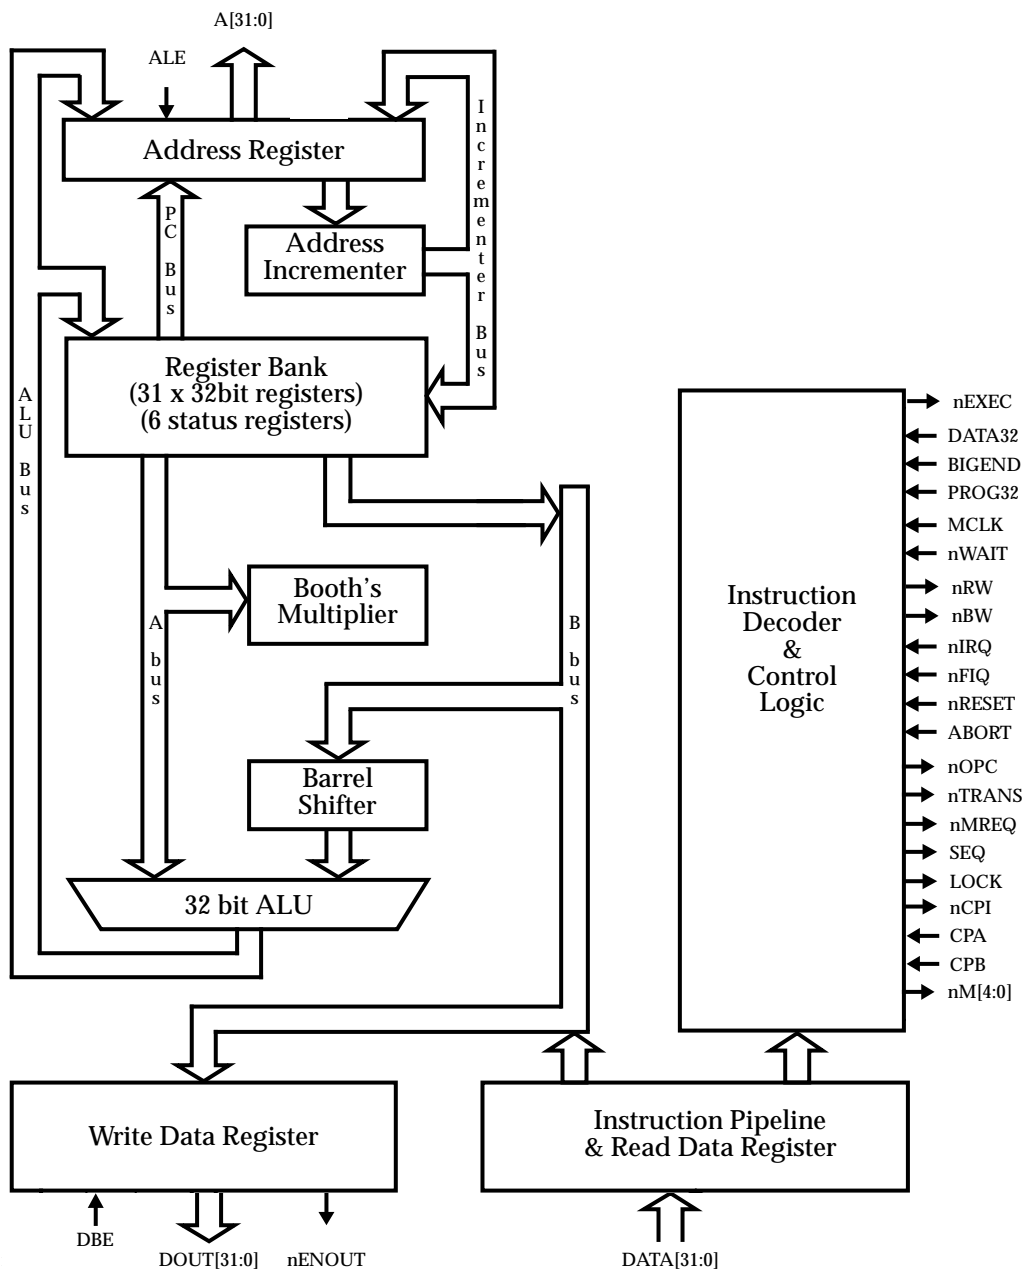 A[31:0]
ALE
Address Register
Incrementer Bus
PC Bus
Address
Incrementer
Register Bank
(31 x 32bit registers)
(6 status registers)
ALU Bus
A bus
Booth's
Multiplier
B bus
Barrel
Shifter
32 bit ALU
Instruction
Decoder
&
Control
Logic
nEXEC
DATA32
BIGEND
PROG32
MCLK
nWAIT
nRW
nBW
nIRQ
nFIQ
nRESET
ABORT
nOPC
nTRANS
nMREQ
SEQ
LOCK
nCPI
CPA
CPB
nM[4:0]
Write Data Register
Instruction Pipeline
& Read Data Register
DBE
DOUT[31:0]
nENOUT
DATA[31:0]